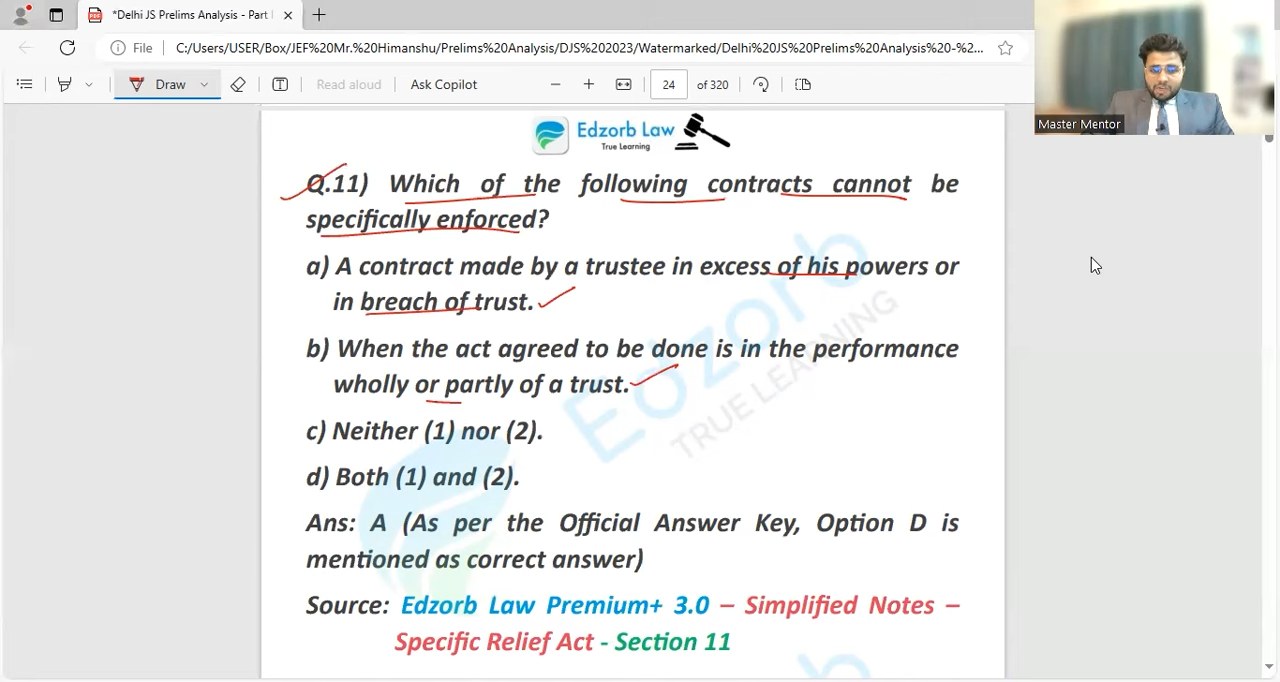 *Delhi JS Prelims Analysis - Part I
File
C:/Users/USER/Box/JEF%20Mr.%20Himanshu/Prelims%20Analysis/DJS%202023/Watermarked/Delhi%20JS%20Prelims%20Analysis%20-%2...
Draw
Read aloud
Ask Copilot
24
of 320
Master Mentor
Edzorb Law
True Learning
Q.11) Which of the following contracts cannot be
specifically enforced?
a) A contract made by a trustee in excess of his powers or
in breach of trust.
b) When the act agreed to be done is in the performance
wholly or partly of a trust.
c) Neither (1) nor (2).
d) Both (1) and (2).
Ans: A (As per the Official Answer Key, Option D is
mentioned as correct answer)
Source: Edzorb Law Premium+ 3.0 – Simplified Notes –
Specific Relief Act - Section 11
Edzorb
TRUE LEARNING